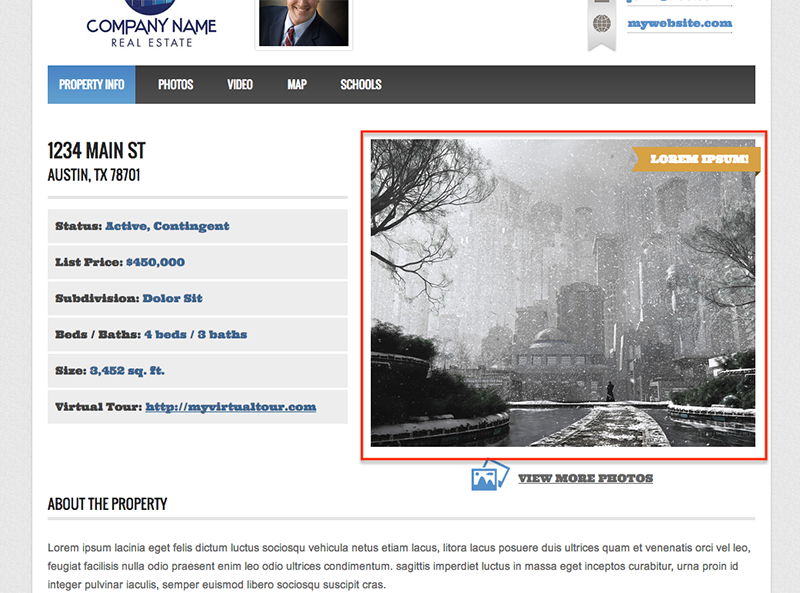 COMPANY NAME
REAL ESTATE
mywebsite.com
PROPERTY INFO PHOTOS VIDEO MAP SCHOOLS
1234 MAIN ST
AUSTIN, TX 78701
LOREM IPSUM!
Status: Active, Contingent
List Price: $450,000
Subdivision: Dolor Sit
Beds / Baths: 4 beds / 3 baths
Size: 3,452 sq. ft.
Virtual Tour: http://myvirtualtour.com
VIEW MORE PHOTOS
ABOUT THE PROPERTY
Lorem ipsum lacinia eget felis dictum luctus sociosqu vehicula netus etiam lacus, litora lacus posuere duis ultrices quam et venenatis orci vel leo,
feugiat facilisis nulla odio praesent enim leo odio ultrices condimentum. sagittis imperdiet luctus in massa eget inceptos curabitur, urna proin id
integer pulvinar iaculis, semper euismod libero sociosqu suscipit cras.